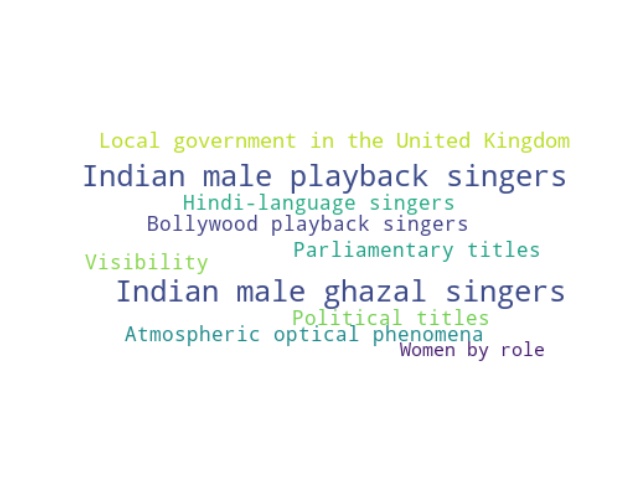 Local government in the United Kingdom
Indian male playback singers
Hindi-language singers
Bollywood playback singers
Parliamentary titles
Visibility
Indian male ghazal singers
Political titles
Atmospheric optical phenomena
Women by role